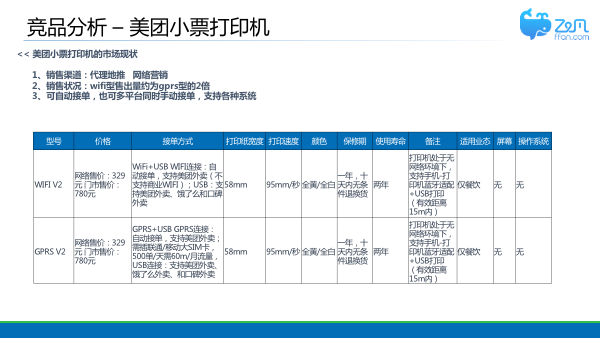 竞品分析 – 美团小票打印机
ffan.com
<< 美团小票打印机的市场现状
1、销售渠道：代理地推 网络营销
2、销售状况：wifi型售出量约为gprs型的2倍
3、可自动接单，也可多平台同时手动接单，支持各种系统
型号 价格 接单方式 打印纸宽度 打印速度 颜色 保修期 使用寿命 备注 适用业态 屏幕 操作系统
WIFI V2
网络售价：329
元 门市售价：
780元
WiFi+USB WIFI连接：自
动接单，支持美团外卖（不
支持商业WIFI）；USB：支
持美团外卖、饿了么和口碑
外卖
58mm
95mm/秒
全黄/全白
一年，十
天内无条
件退换货
两年
打印机处于无
网络环境下，
支持手机-打
印机蓝牙适配
+USB打印
（有效距离
15m内）
仅餐饮
无
无
GPRS V2
网络售价：329
元 门市售价：
780元
GPRS+USB GPRS连接：
自动接单，支持美团外卖；
需插联通/移动大SIM卡，
500单/天需60m/月流量，
USB连接：支持美团外卖、
饿了么外卖、和口碑外卖
58mm
95mm/秒
全黄/全白
一年，十
天内无条
件退换货
两年
打印机处于无
网络环境下，
支持手机-打
印机蓝牙适配
+USB打印
（有效距离
15m内）
仅餐饮
无
无